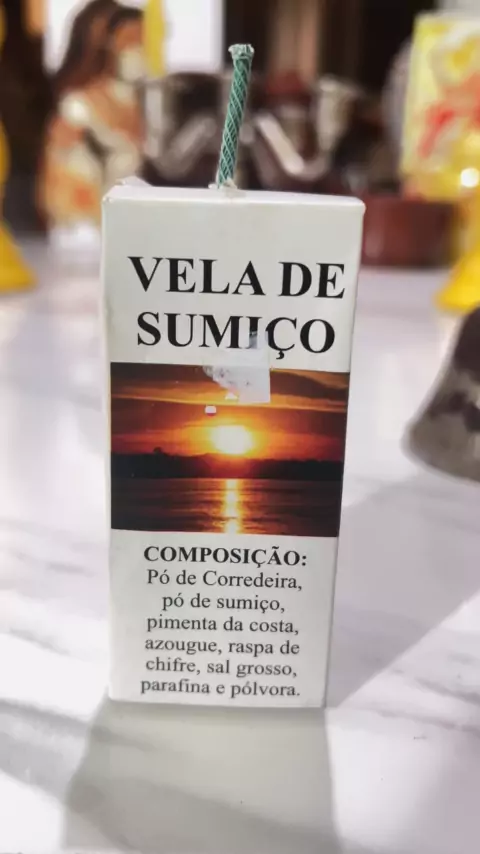 VELA DE
SUMIÇO
COMPOSIÇÃO:
Pó de Corredeira,
pó de sumiço,
pimenta da costa,
azougue, raspa de
chifre, sal grosso,
parafina e pólvora.